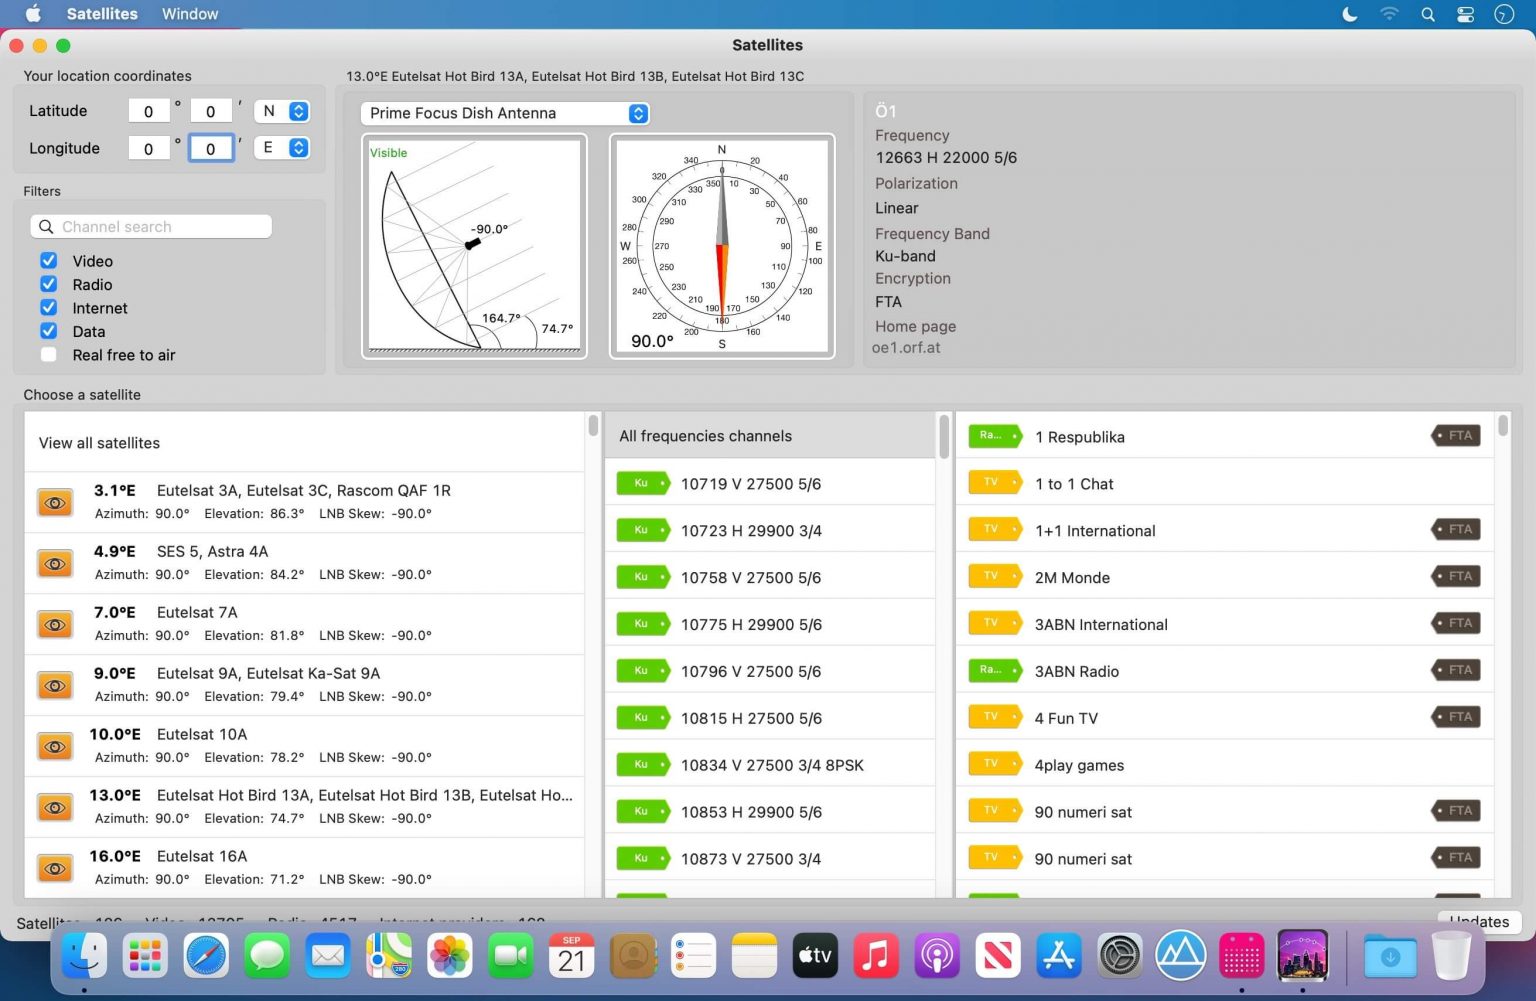 Satellites Window
Satellites
Your location coordinates
Latitude 0 ° 0 ′ N
Longitude 0 ° 0 ′ E
Filters
Channel search
Video
Radio
Internet
Data
Real free to air
13.0°E Eutelsat Hot Bird 13A, Eutelsat Hot Bird 13B, Eutelsat Hot Bird 13C
Prime Focus Dish Antenna
Visible
-90.0°
164.7°
74.7°
N
340 0 20
320 350 10 40
330 30
300 310 50 60
280 290 70 80
W 270 90 E
260 250 110 100
240 230 130 120
210 190 170 150
220 200 180 160 140
S
90.0°
Ö1
Frequency
12663 H 22000 5/6
Polarization
Linear
Frequency Band
Ku-band
Encryption
FTA
Home page
oe1.orf.at
Choose a satellite
View all satellites
3.1°E Eutelsat 3A, Eutelsat 3C, Rascom QAF 1R
Azimuth: 90.0° Elevation: 86.3° LNB Skew: -90.0°
4.9°E SES 5, Astra 4A
Azimuth: 90.0° Elevation: 84.2° LNB Skew: -90.0°
7.0°E Eutelsat 7A
Azimuth: 90.0° Elevation: 81.8° LNB Skew: -90.0°
9.0°E Eutelsat 9A, Eutelsat Ka-Sat 9A
Azimuth: 90.0° Elevation: 79.4° LNB Skew: -90.0°
10.0°E Eutelsat 10A
Azimuth: 90.0° Elevation: 78.2° LNB Skew: -90.0°
13.0°E Eutelsat Hot Bird 13A, Eutelsat Hot Bird 13B, Eutelsat Ho...
Azimuth: 90.0° Elevation: 74.7° LNB Skew: -90.0°
16.0°E Eutelsat 16A
Azimuth: 90.0° Elevation: 71.2° LNB Skew: -90.0°
All frequencies channels
Ku 10719 V 27500 5/6
Ku 10723 H 29900 3/4
Ku 10758 V 27500 5/6
Ku 10775 H 29900 5/6
Ku 10796 V 27500 5/6
Ku 10815 H 27500 5/6
Ku 10834 V 27500 3/4 8PSK
Ku 10853 H 29900 5/6
Ku 10873 V 27500 3/4
Ra... 1 Respublika FTA
TV 1 to 1 Chat
TV 1+1 International FTA
TV 2M Monde FTA
TV 3ABN International FTA
Ra... 3ABN Radio FTA
TV 4 Fun TV FTA
TV 4play games
TV 90 numeri sat FTA
TV 90 numeri sat FTA
Updates
SEP
21
280
tv